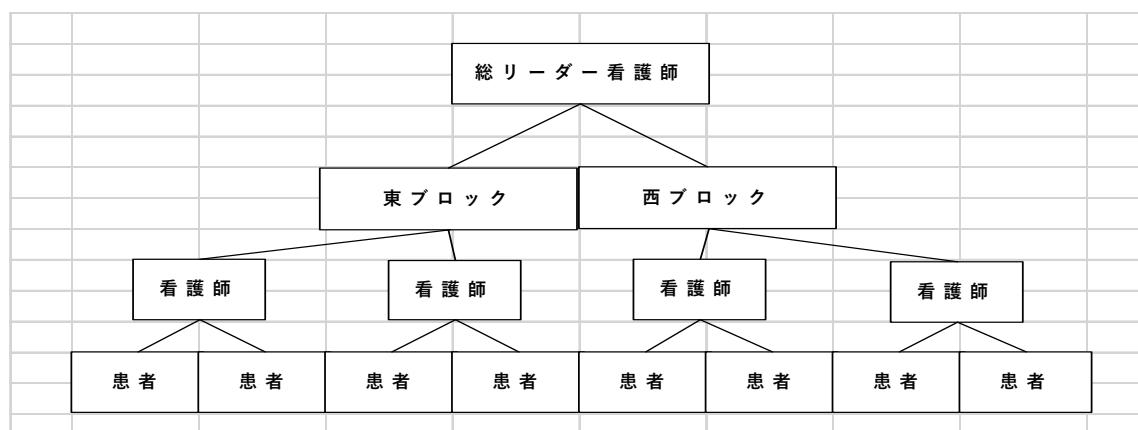 総リーダー看護師
東ブロック 西ブロック
看護師 看護師 看護師 看護師
患者 患者 患者 患者 患者 患者 患者 患者